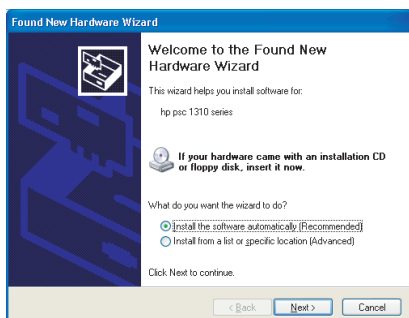 Found New Hardware Wizard
Welcome to the Found New
Hardware Wizard
This wizard helps you install software for:
hp psc 1310 series
If your hardware came with an installation CD
or floppy disk, insert it now.
What do you want the wizard to do?
Install the software automatically (Recommended)
Install from a list or specific location (Advanced)
Click Next to continue.
< Back
Next >
Cancel